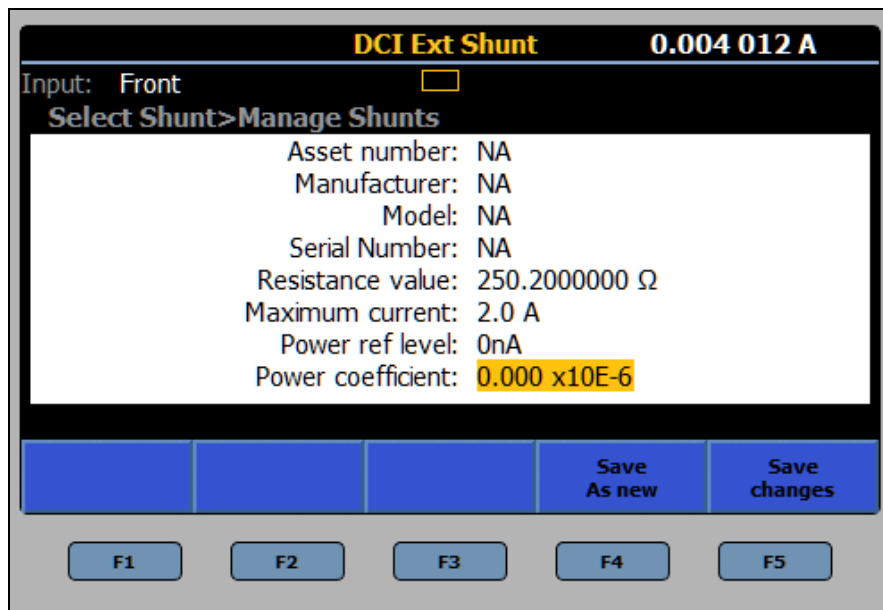 DCI Ext Shunt 0.004 012 A
Input: Front
Select Shunt>Manage Shunts
Asset number: NA
Manufacturer: NA
Model: NA
Serial Number: NA
Resistance value: 250.2000000 Ω
Maximum current: 2.0 A
Power ref level: 0nA
Power coefficient: 0.000 x10E-6
Save As new
Save changes
F1 F2 F3 F4 F5